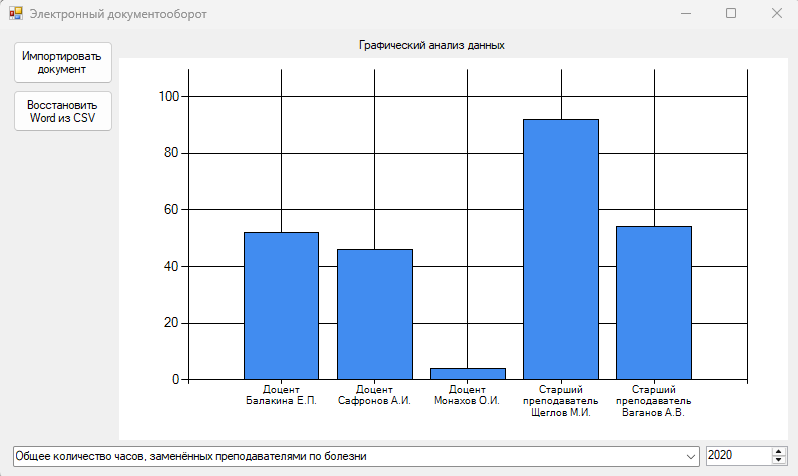 Электронный документооборот
Импортировать
документ
Восстановить
Word из CSV
Графический анализ данных
100
80
60
40
20
0
Доцент
Балакина Е.П.
Доцент
Сафронов А.И.
Доцент
Монахов О.И.
Старший
преподаватель
Щеглов М.И.
Старший
преподаватель
Ваганов А.В.
Общее количество часов, заменённых преподавателями по болезни
2020